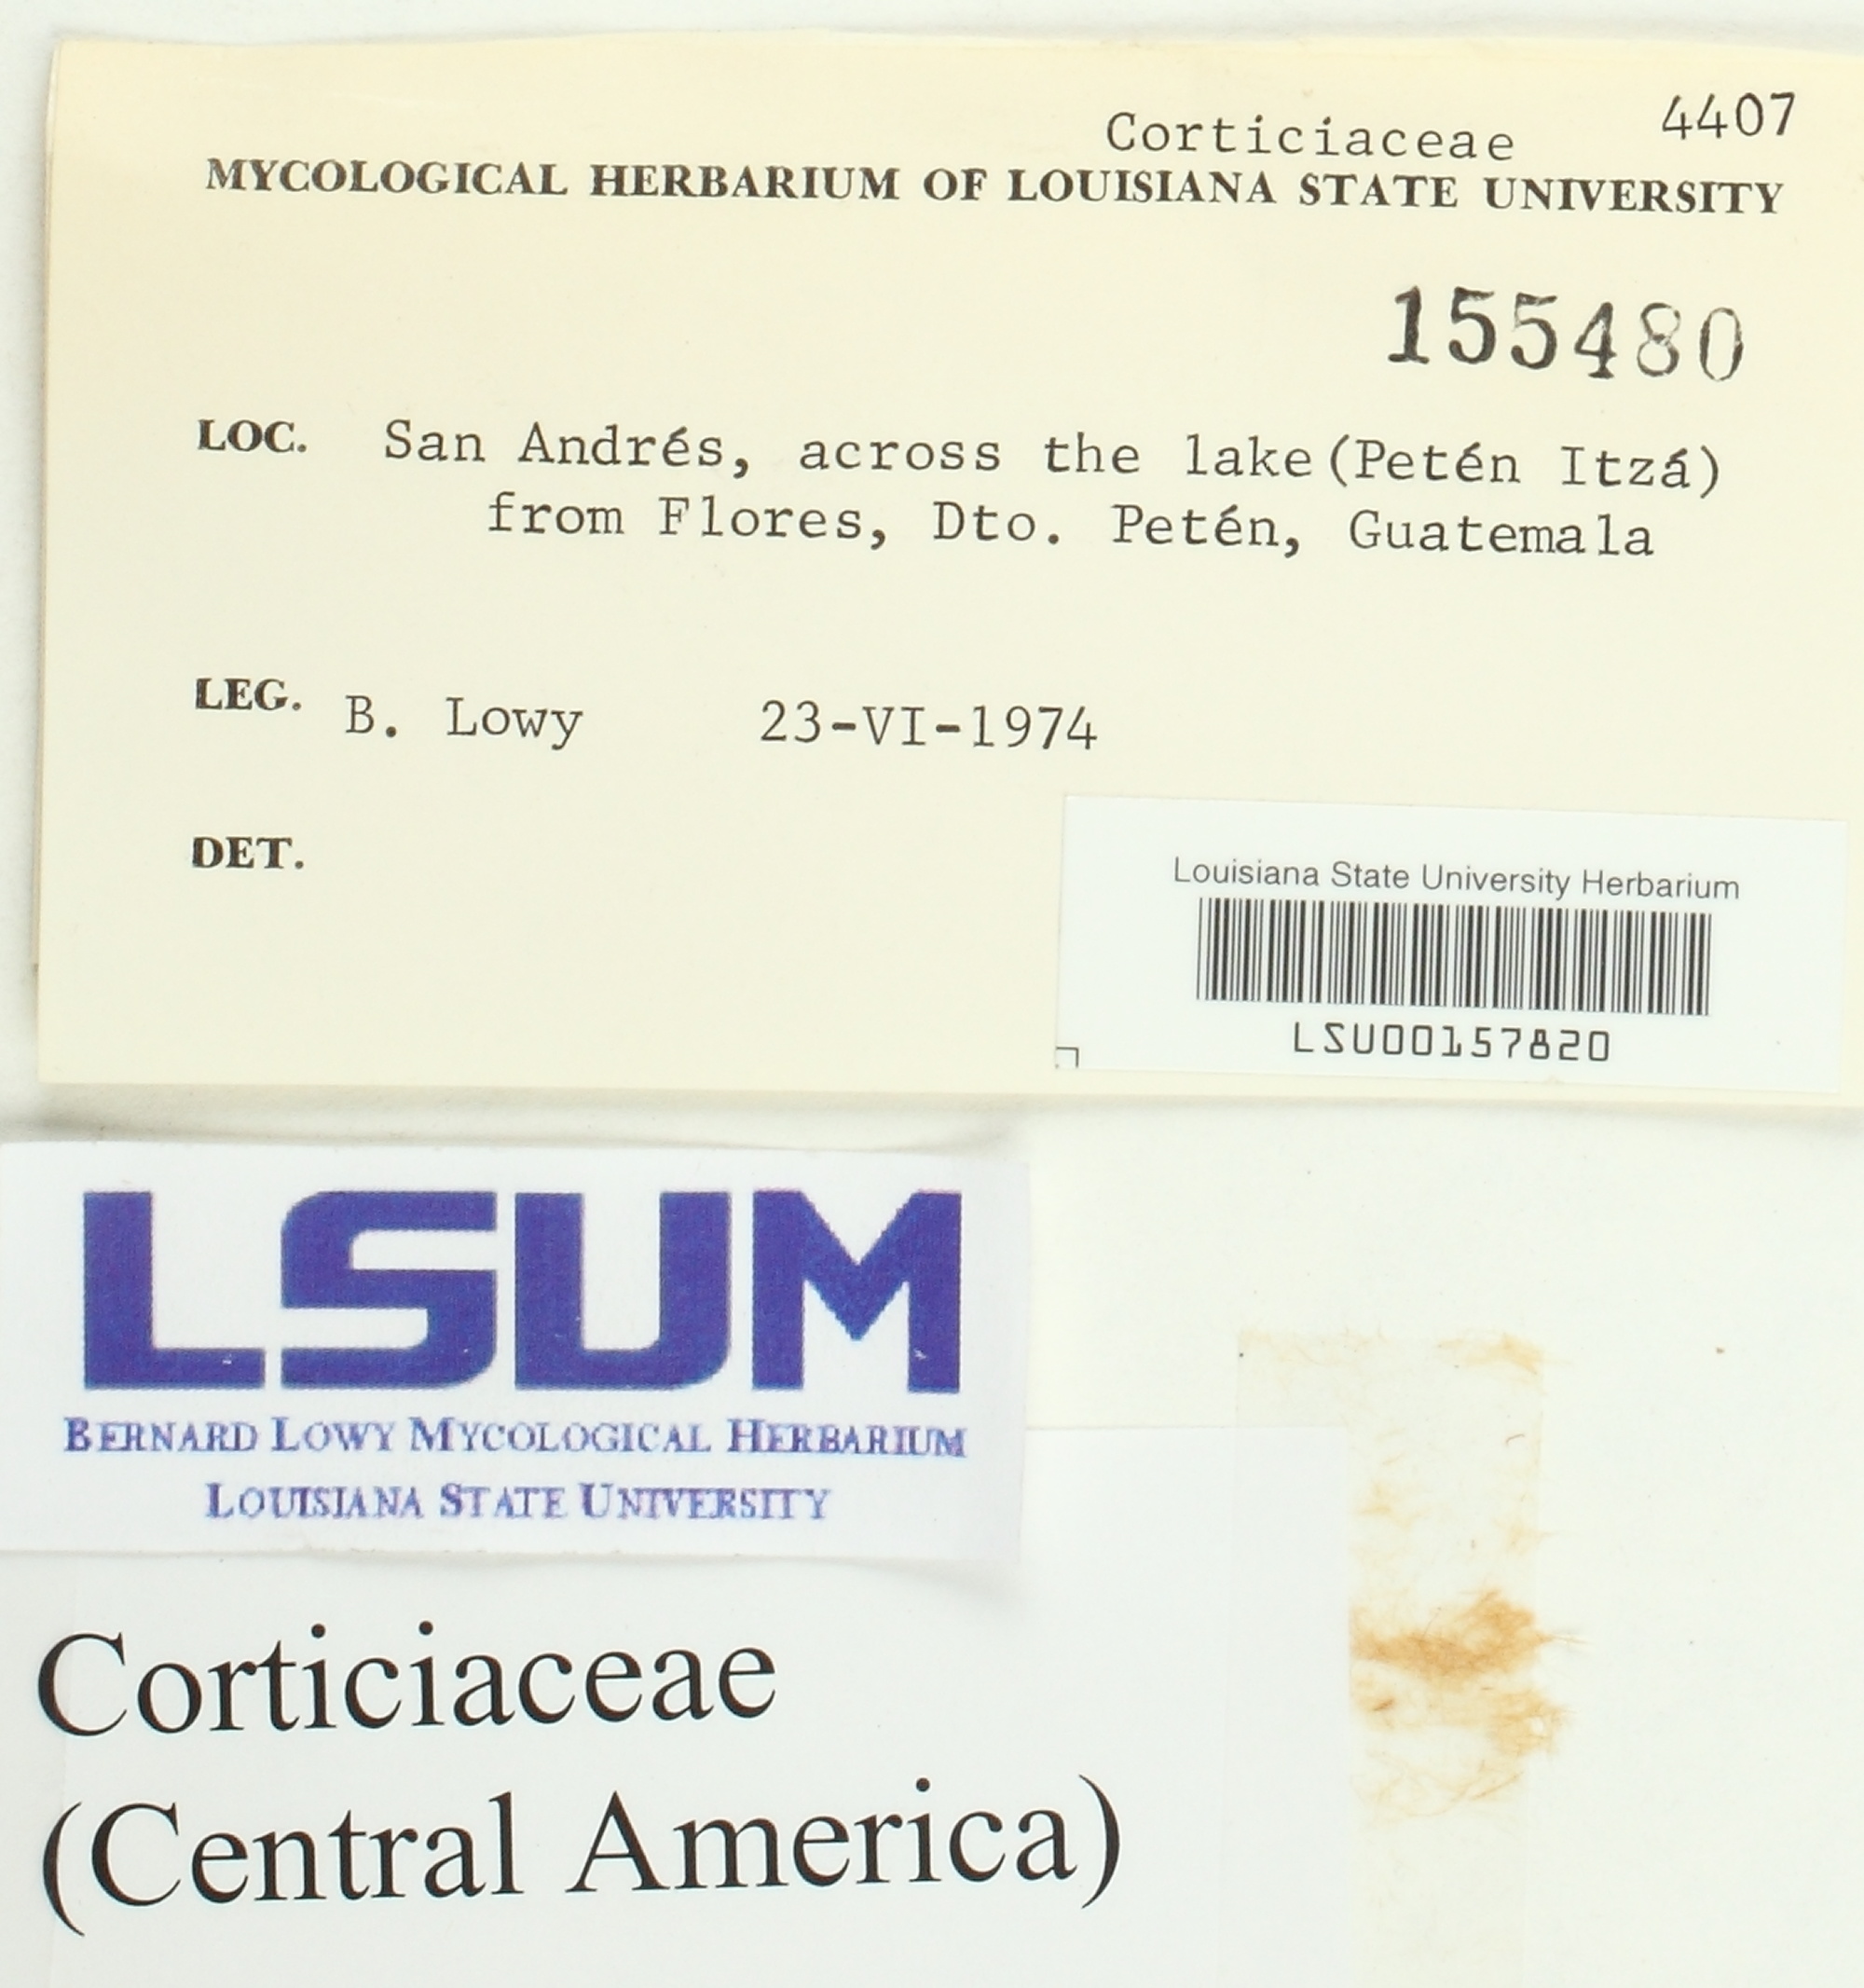 Corticiaceae 4407
MYCOLOGICAL HERBARIUM OF LOUISIANA STATE UNIVERSITY
155480
LOC. San Andrés, across the lake(Petén Itzá)
from Flores, Dto. Petén, Guatemala
LEG. B. Lowy 23-VI-1974
DET.
Louisiana State University Herbarium
LSU00157820
LSUM
BERNARD LOWY MYCOLOGICAL HERBARIUM
LOUISIANA STATE UNIVERSITY
Corticiaceae
(Central America)